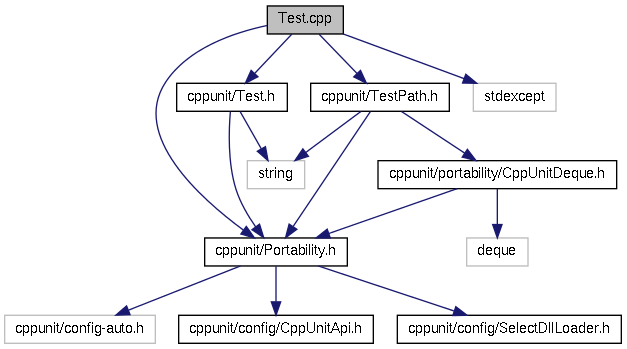 Test.cpp
cppunit/Test.h
cppunit/TestPath.h
stdexcept
string
cppunit/portability/CppUnitDeque.h
cppunit/Portability.h
deque
cppunit/config-auto.h
cppunit/config/CppUnitApi.h
cppunit/config/SelectDllLoader.h